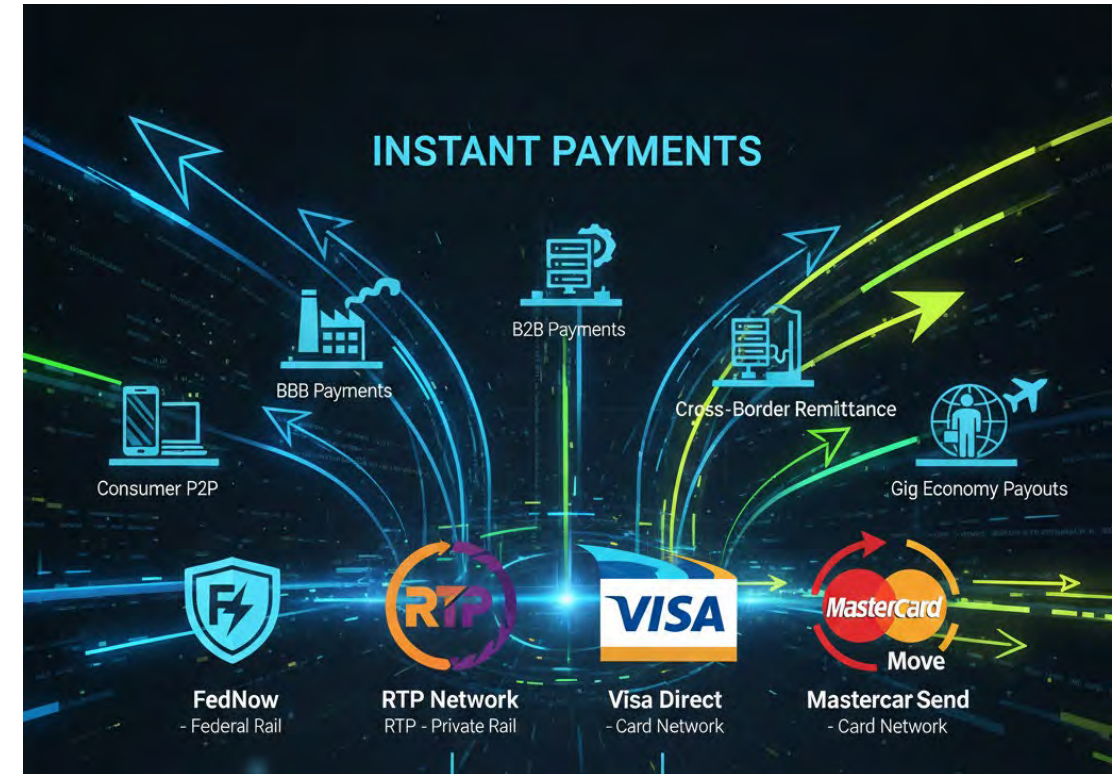 INSTANT PAYMENTS
B2B Payments
BBB Payments
Cross-Border Remittance
Consumer P2P
Gig Economy Payouts
F
RTP
VISA
MasterCard
Move
FedNow
- Federal Rail
RTP Network
RTP - Private Rail
Visa Direct
- Card Network
Mastercar Send
- Card Network